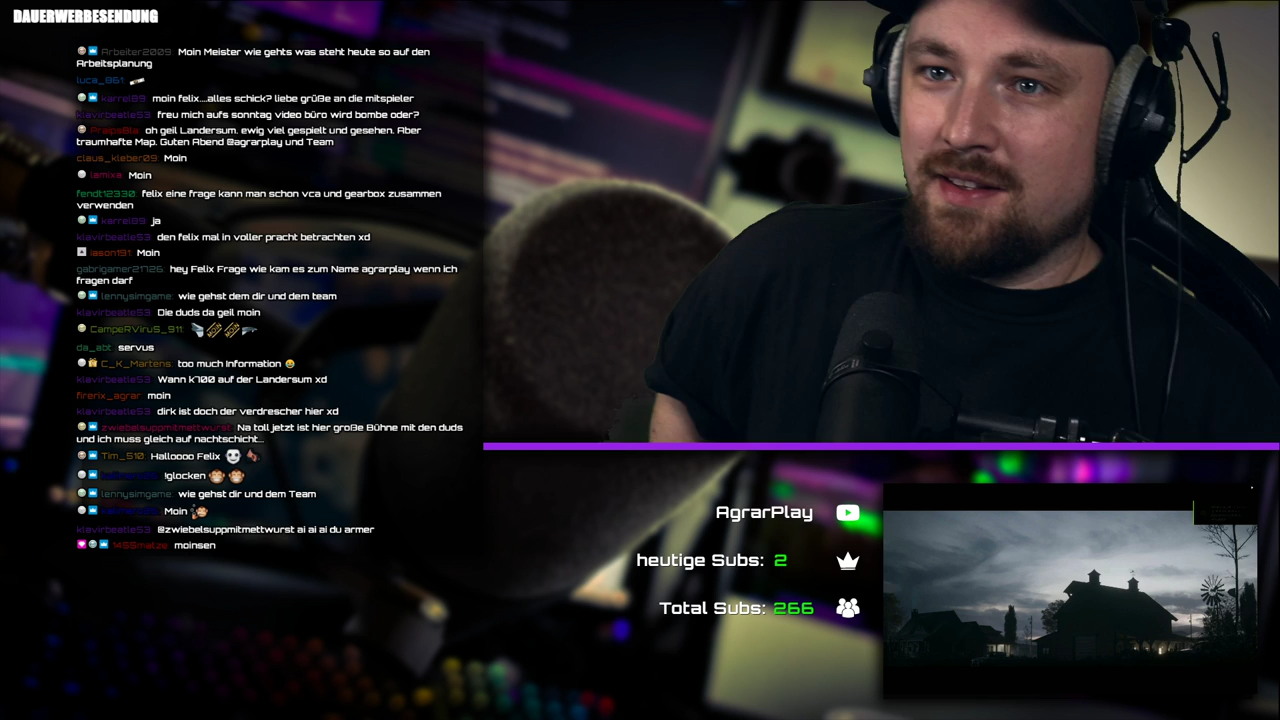 DAUERWERBESENDUNG
Arbeiter2009 Moin Meister wie gehts was steht heute so auf den
Arbeitsplanung
luca_861
karrel99 moin felix....alles schick? liebe grüße an die mitspieler
klavirbeatle53 freu mich aufs sonntag video büro wird bombe oder?
oh geil Landersum. ewig viel gespielt und gesehen. Aber
traumhafte Map. Guten Abend @agrarplay und Team
claus_kleber09 Moin
lamixa Moin
fendt12330 felix eine frage kann man schon vca und gearbox zusammen
verwenden
karrel99 ja
klavirbeatle53 den felix mal in voller pracht betrachten xd
iason191 Moin
gabrigamer21726 hey Felix Frage wie kam es zum Name agrarplay wenn ich
fragen darf
lennysimgame wie gehst dem dir und dem team
klavirbeatle53 Die duds da geil moin
CampeRViruS_911
da_abt servus
C_K_Martens too much Information 😂
klavirbeatle53 Wann k700 auf der Landersum xd
firerix_agrar moin
klavirbeatle53 dirk ist doch der verdrescher hier xd
zwiebelsuppmitmettwurst Na toll jetzt ist hier große Bühne mit den duds
und ich muss gleich auf nachtschicht...
Tim_510 Halloooo Felix
!glocken
lennysimgame wie gehst dir und dem Team
Moin
klavirbeatle53 @zwiebelsuppmitmettwurst ai ai ai du armer
1455matze moinsen
AgrarPlay
heutige Subs: 2
Total Subs: 266